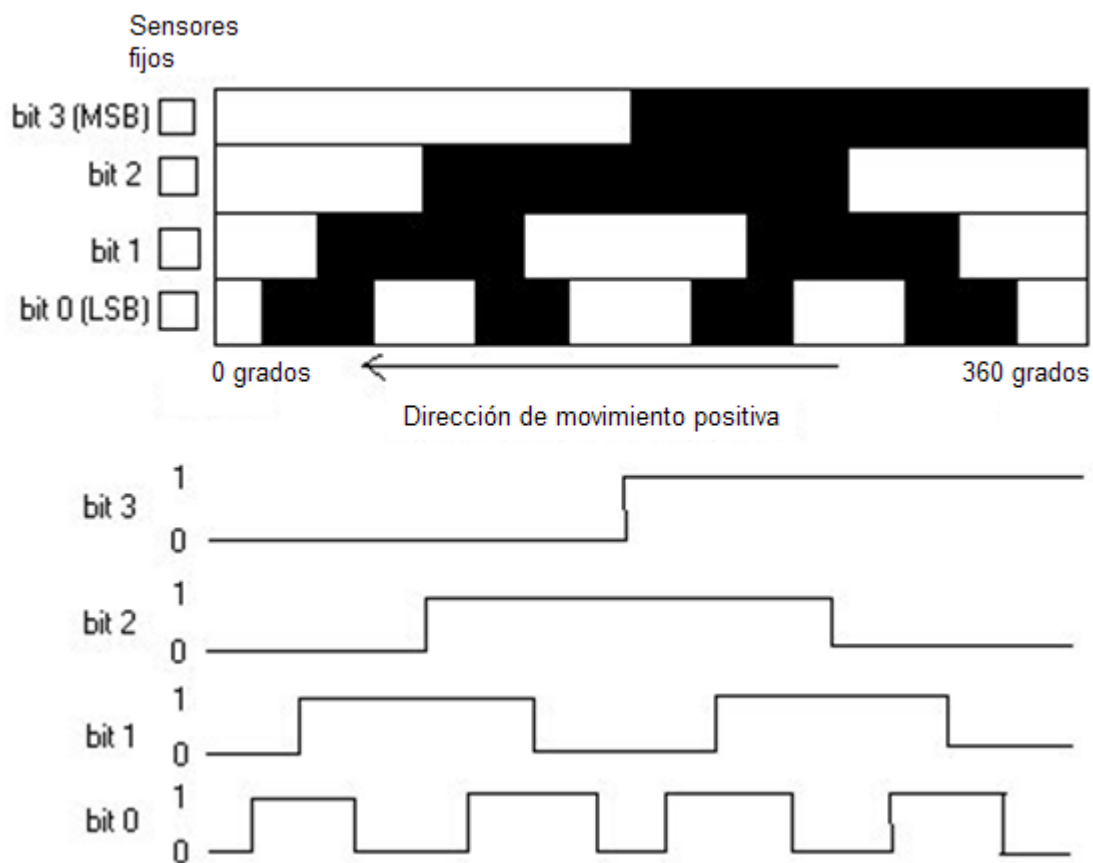 Sensores
fijos
bit 3 (MSB)
bit 2
bit 1
bit 0 (LSB)
0 grados
360 grados
Dirección de movimiento positiva
1
bit 3
0
1
bit 2
0
1
bit 1
0
1
bit 0
0